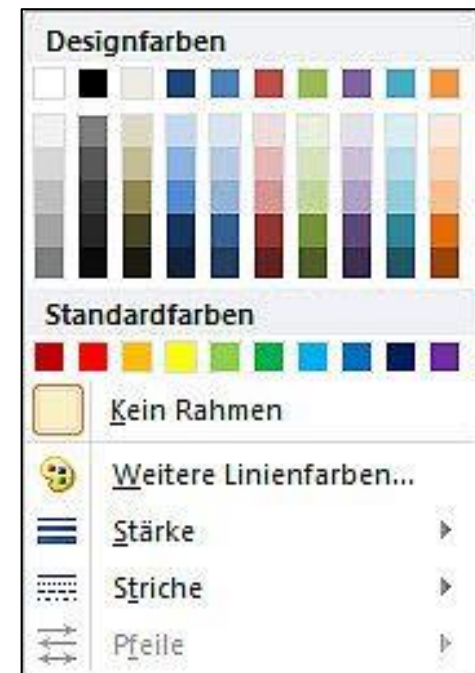 Designfarben
Standardfarben
Kein Rahmen
Weitere Linienfarben...
Stärke
Striche
Pfeile